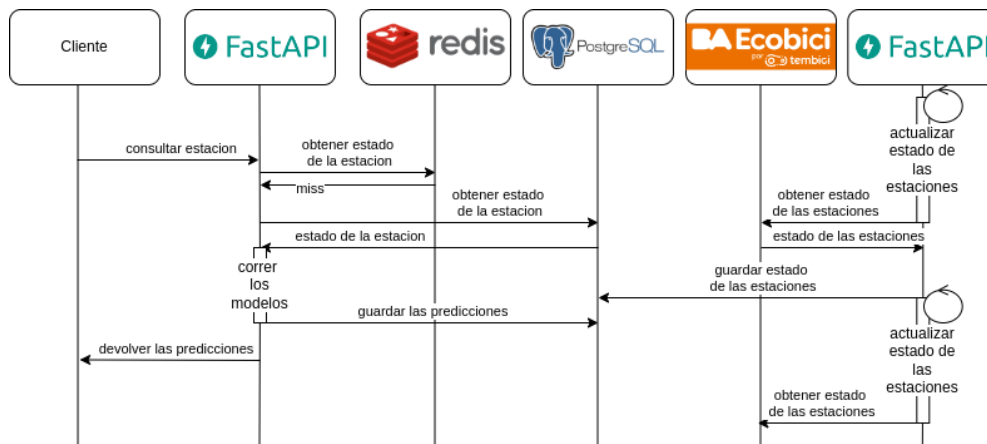 Cliente
FastAPI
redis
PostgreSQL
BA Ecobici
por tembici
FastAPI
consultar estacion
obtener estado
de la estacion
miss
obtener estado
de la estacion
estado de la estacion
correr
los
modelos
guardar las predicciones
devolver las predicciones
actualizar
estado de
las
estaciones
obtener estado
de las estaciones
estado de las estaciones
guardar estado
de las estaciones
actualizar
estado de
las
estaciones
obtener estado
de las estaciones